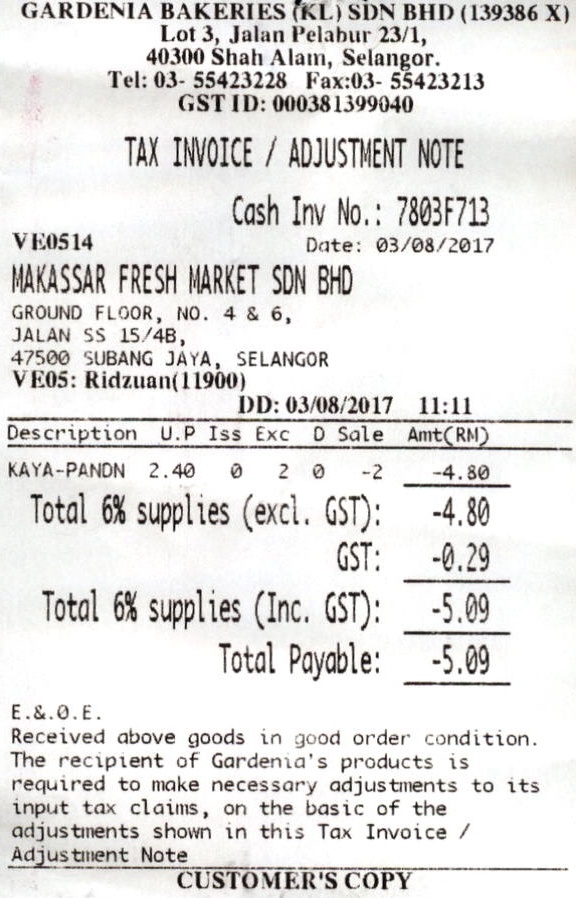 GARDENIA BAKERIES (KL) SDN BHD (139386 X)
Lot 3, Jalan Pelabur 23/1,
40300 Shah Alam, Selangor.
Tel: 03- 55423228 Fax:03- 55423213
GST ID: 000381399040
TAX INVOICE / ADJUSTMENT NOTE
Cash Inv No.: 7803F713
VE0514 Date: 03/08/2017
MAKASSAR FRESH MARKET SDN BHD
GROUND FLOOR, NO. 4 & 6,
JALAN SS 15/4B,
47500 SUBANG JAYA, SELANGOR
VE05: Ridzuan(11900)
DD: 03/08/2017 11:11
Description U.P Iss Exc D Sale Amt(RM)
KAYA-PANDN 2.40 0 2 0 -2 -4.80
Total 6% supplies (excl. GST): -4.80
GST: -0.29
Total 6% supplies (Inc. GST): -5.09
Total Payable: -5.09
E.&.O.E.
Received above goods in good order condition.
The recipient of Gardenia's products is
required to make necessary adjustments to its
input tax claims, on the basic of the
adjustments shown in this Tax Invoice /
Adjustment Note
CUSTOMER'S COPY